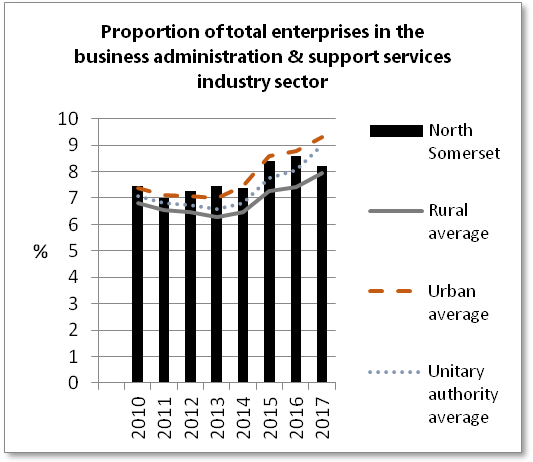 Proportion of total enterprises in the
business administration & support services
industry sector
10
9
8
7
6
5
4
3
2
1
0
%
2010
2011
2012
2013
2014
2015
2016
2017
North
Somerset
Rural
average
Urban
average
Unitary
authority
average